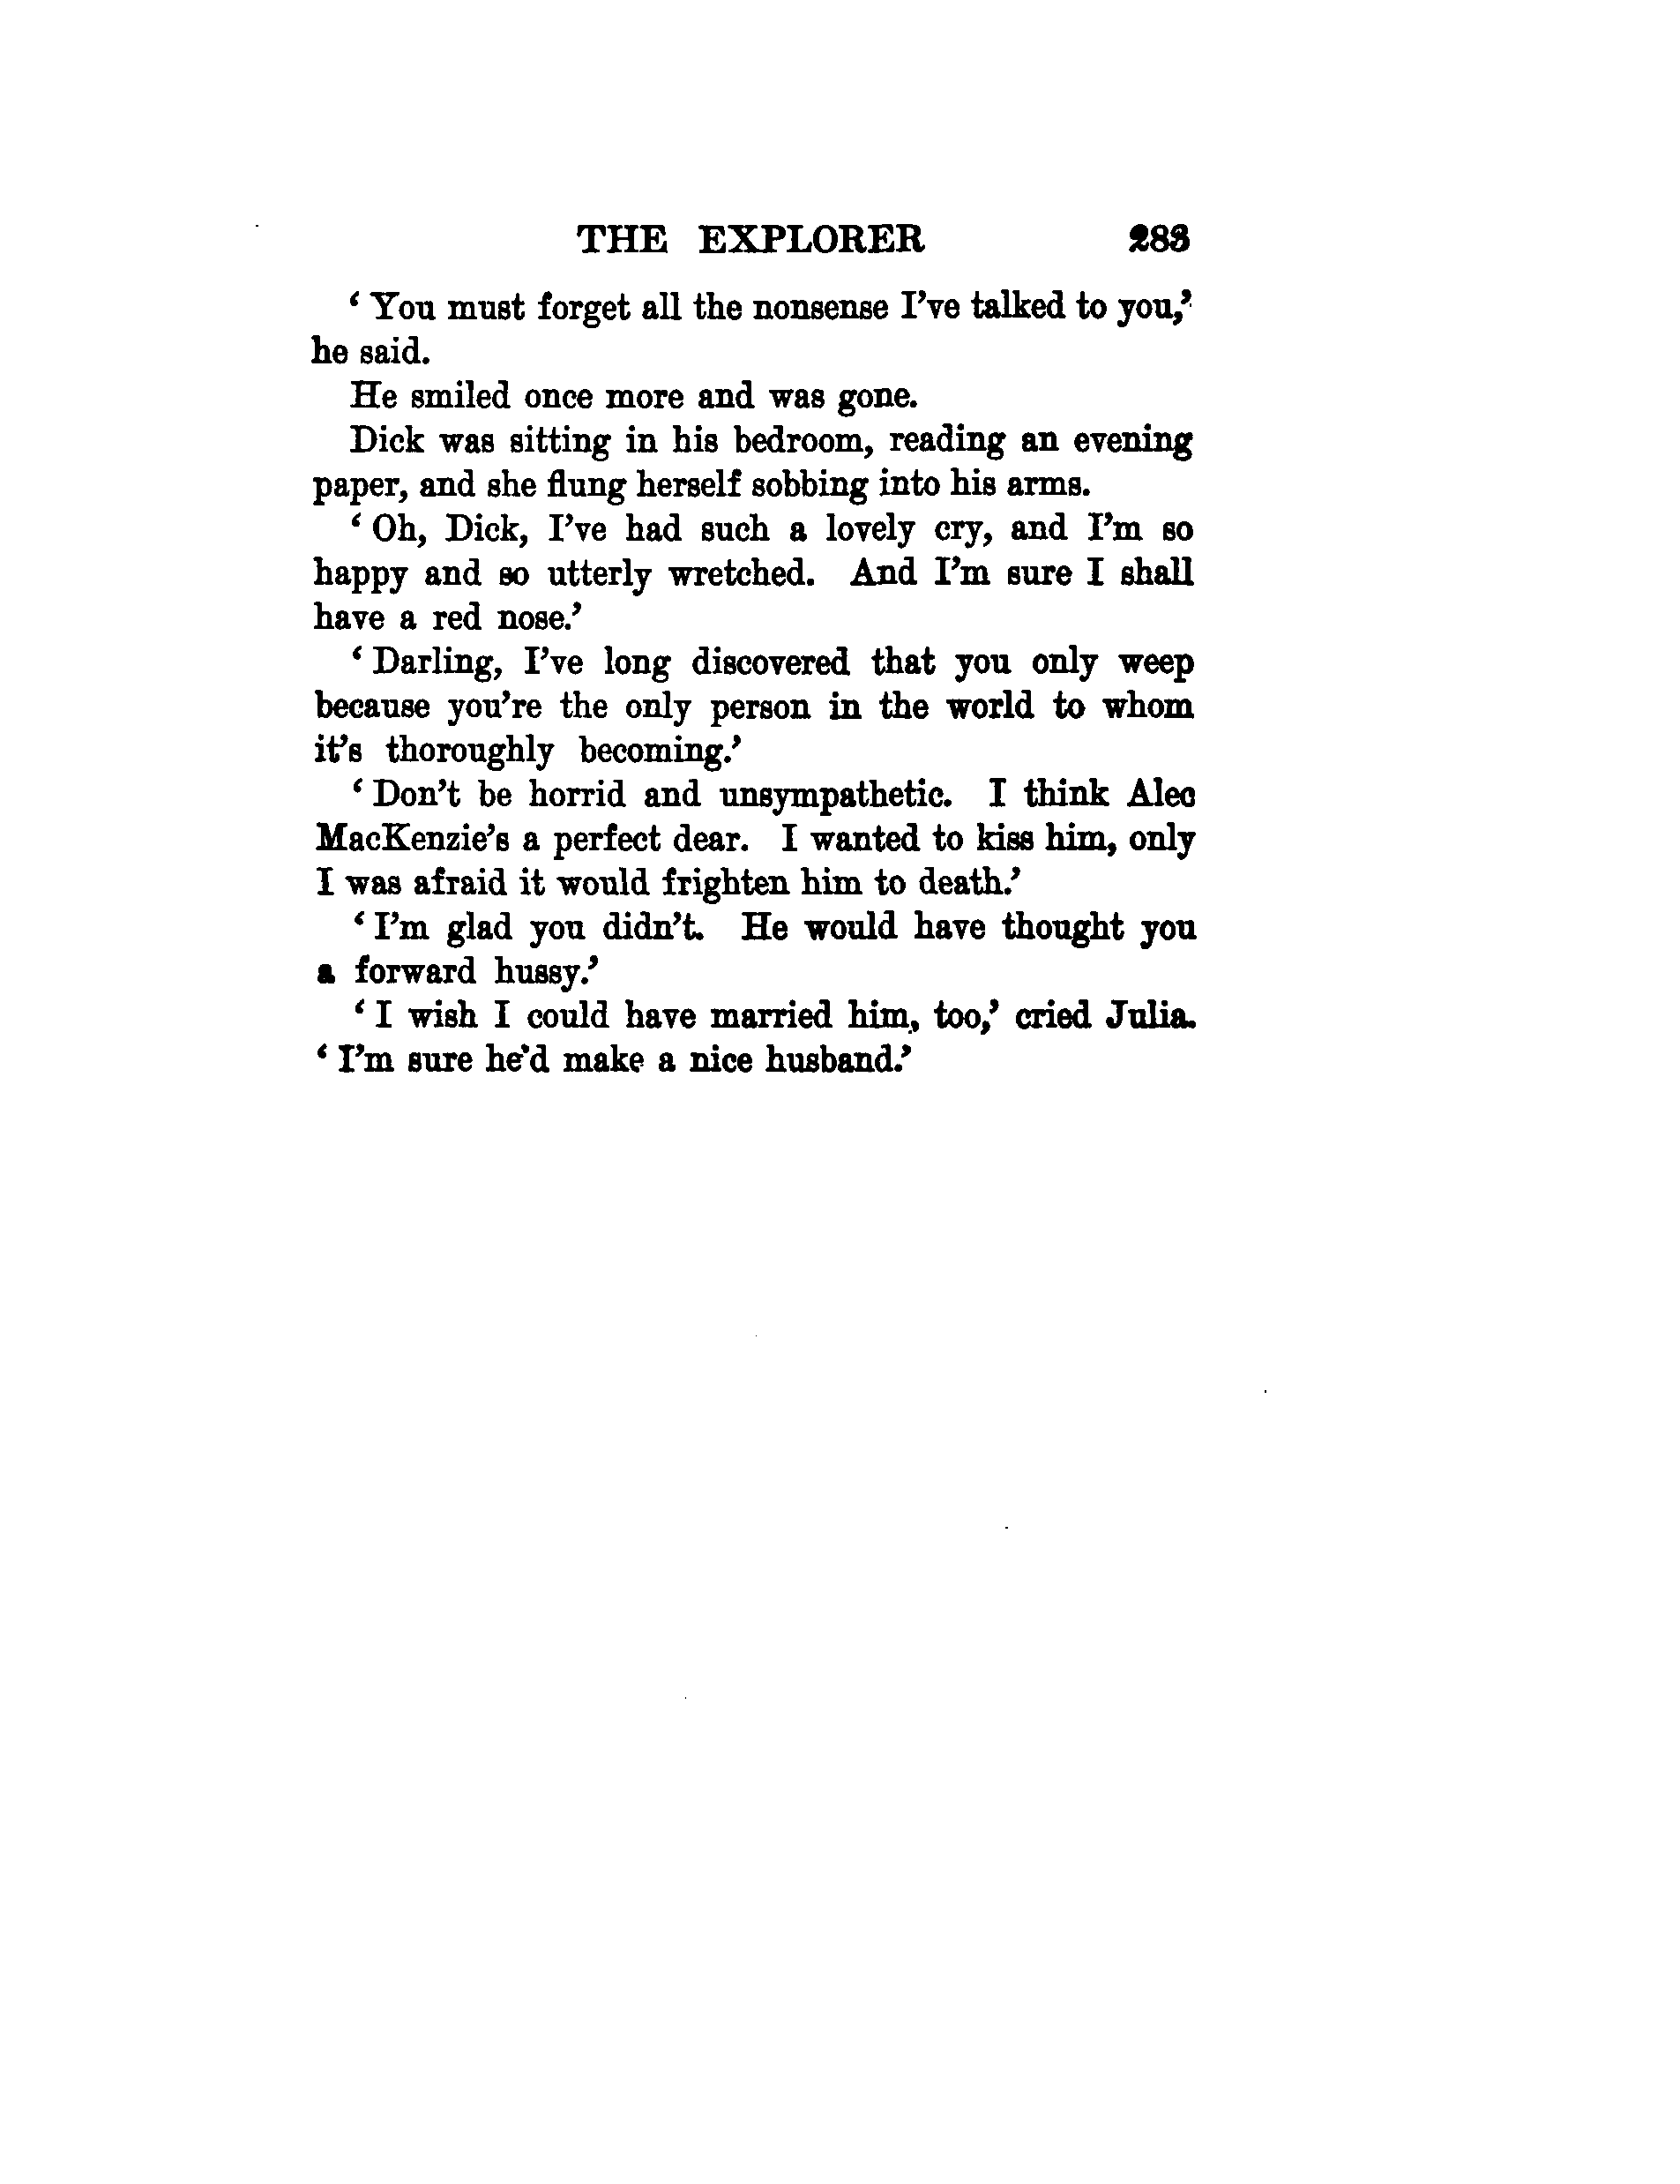 THE EXPLORER 283
‘ You must forget all the nonsense I’ve talked to you,’
he said.
He smiled once more and was gone.
Dick was sitting in his bedroom, reading an evening
paper, and she flung herself sobbing into his arms.
‘ Oh, Dick, I’ve had such a lovely cry, and I’m so
happy and so utterly wretched. And I’m sure I shall
have a red nose.’
‘ Darling, I’ve long discovered that you only weep
because you’re the only person in the world to whom
it’s thoroughly becoming.’
‘ Don’t be horrid and unsympathetic. I think Alec
MacKenzie’s a perfect dear. I wanted to kiss him, only
I was afraid it would frighten him to death.’
‘ I’m glad you didn’t. He would have thought you
a forward hussy.’
‘ I wish I could have married him, too,’ cried Julia.
‘ I’m sure he’d make a nice husband.’